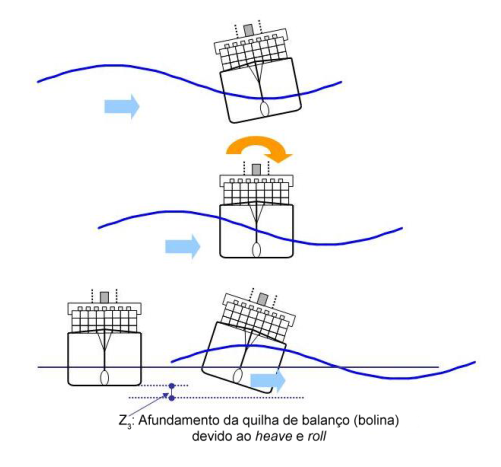 Z₃: Afundamento da quilha de balanço (bolina)
devido ao heave e roll